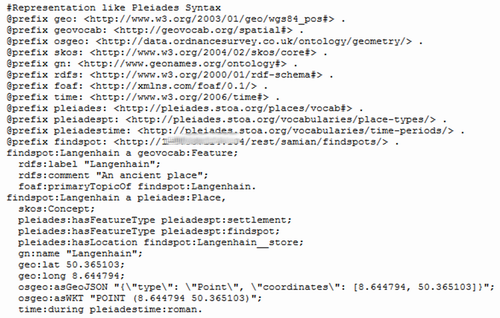 #Representation like Pleiades Syntax
@prefix geo: <http://www.w3.org/2003/01/geo/wgs84_pos#> .
@prefix geovocab: <http://geovocab.org/spatial#> .
@prefix osgeo: <http://data.ordnancesurvey.co.uk/ontology/geometry/> .
@prefix skos: <http://www.w3.org/2004/02/skos/core#> .
@prefix gn: <http://www.geonames.org/ontology#> .
@prefix rdfs: <http://www.w3.org/2000/01/rdf-schema#> .
@prefix foaf: <http://xmlns.com/foaf/0.1/> .
@prefix time: <http://www.w3.org/2006/time#> .
@prefix pleiades: <http://pleiades.stoa.org/places/vocab#> .
@prefix pleiadespt: <http://pleiades.stoa.org/vocabularies/place-types/> .
@prefix pleiadestime: <http://pleiades.stoa.org/vocabularies/time-periods/> .
@prefix findspot: <http:// /rest/samian/findspots/> .
findspot:Langenhain a geovocab:Feature;
rdfs:label "Langenhain";
rdfs:comment "An ancient place";
foaf:primaryTopicOf findspot:Langenhain.
findspot:Langenhain a pleiades:Place,
skos:Concept;
pleiades:hasFeatureType pleiadespt:settlement;
pleiades:hasFeatureType pleiadespt:findspot;
pleiades:hasLocation findspot:Langenhain__store;
gn:name "Langenhain";
geo:lat 50.365103;
geo:long 8.644794;
osgeo:asGeoJSON "{\"type\": \"Point\", \"coordinates\": [8.644794, 50.365103]}";
osgeo:asWKT "POINT (8.644794 50.365103)";
time:during pleiadestime:roman.